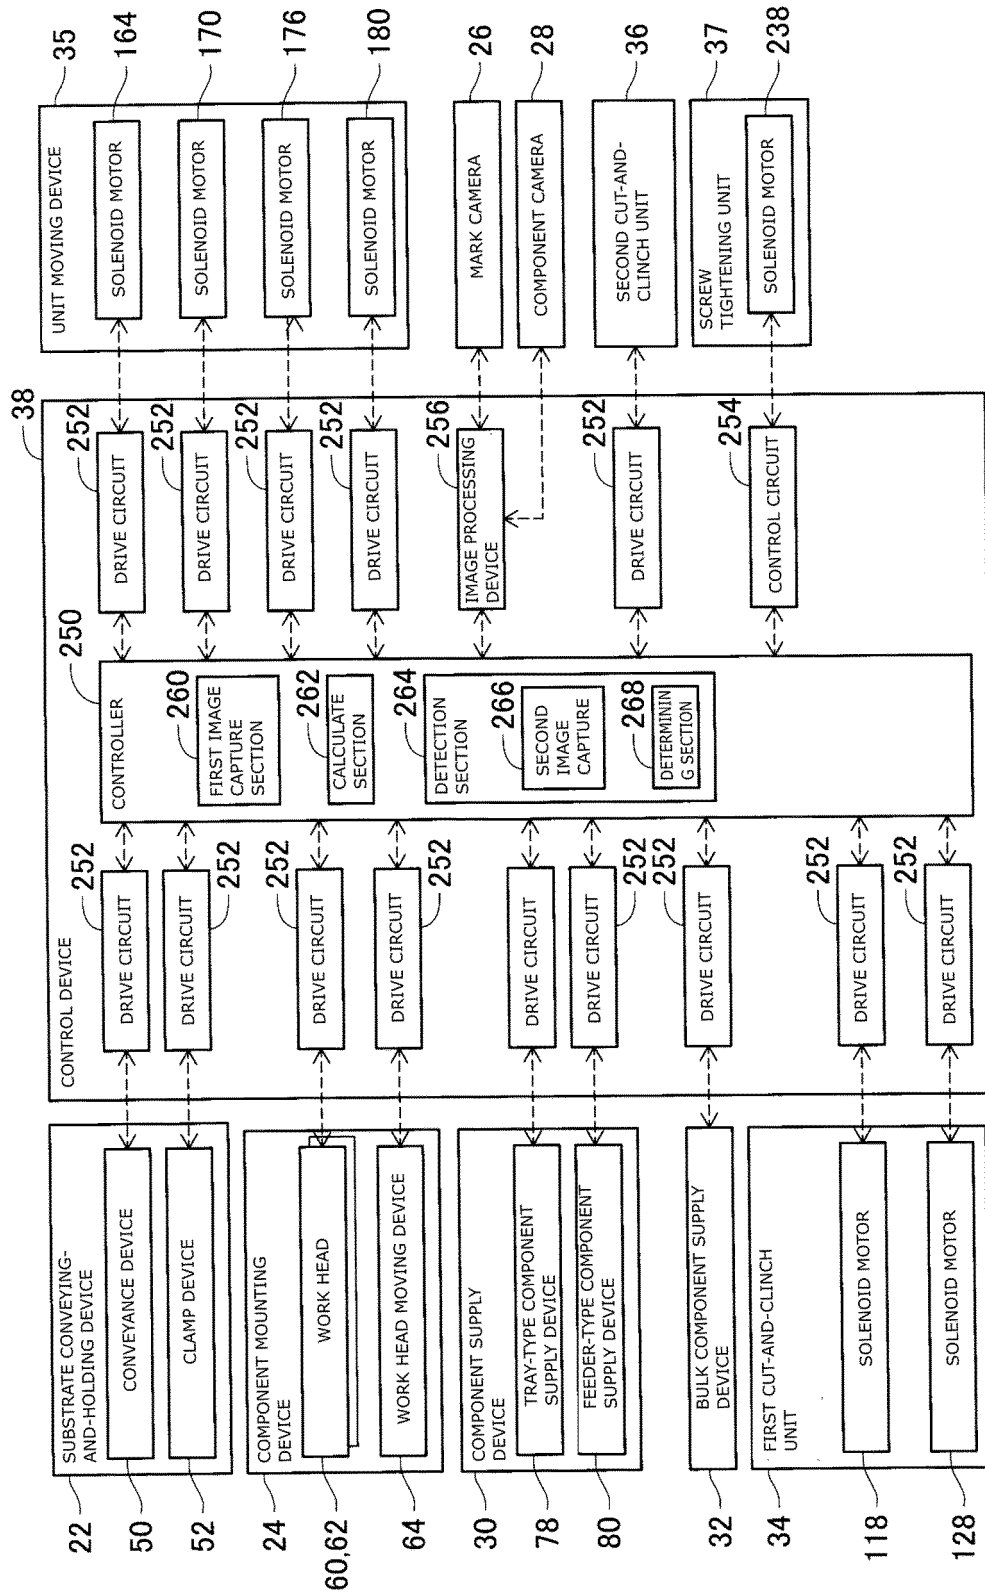 35
UNIT MOVING DEVICE
SOLENOID MOTOR
164
SOLENOID MOTOR
170
SOLENOID MOTOR
176
SOLENOID MOTOR
180
MARK CAMERA
26
COMPONENT CAMERA
28
SECOND CUT-AND-
CLINCH UNIT
36
SCREW
TIGHTENING UNIT
37
SOLENOID MOTOR
238
38
CONTROL DEVICE
252
DRIVE CIRCUIT
252
DRIVE CIRCUIT
252
DRIVE CIRCUIT
252
DRIVE CIRCUIT
256
IMAGE PROCESSING
DEVICE
252
DRIVE CIRCUIT
254
CONTROL CIRCUIT
250
CONTROLLER
260
FIRST IMAGE
CAPTURE
SECTION
262
CALCULATE
SECTION
264
DETECTION
SECTION
266
SECOND
IMAGE
CAPTURE
268
DETERMININ
G SECTION
252
DRIVE CIRCUIT
252
DRIVE CIRCUIT
252
DRIVE CIRCUIT
252
DRIVE CIRCUIT
DRIVE CIRCUIT
252
DRIVE CIRCUIT
252
DRIVE CIRCUIT
252
DRIVE CIRCUIT
252
DRIVE CIRCUIT
SUBSTRATE CONVEYING-
AND-HOLDING DEVICE
22
CONVEYANCE DEVICE
50
CLAMP DEVICE
52
COMPONENT MOUNTING
DEVICE
24
WORK HEAD
60,62
WORK HEAD MOVING DEVICE
64
COMPONENT SUPPLY
DEVICE
30
TRAY-TYPE COMPONENT
SUPPLY DEVICE
78
FEEDER-TYPE COMPONENT
SUPPLY DEVICE
80
BULK COMPONENT SUPPLY
DEVICE
32
FIRST CUT-AND-CLINCH
UNIT
34
SOLENOID MOTOR
118
SOLENOID MOTOR
128